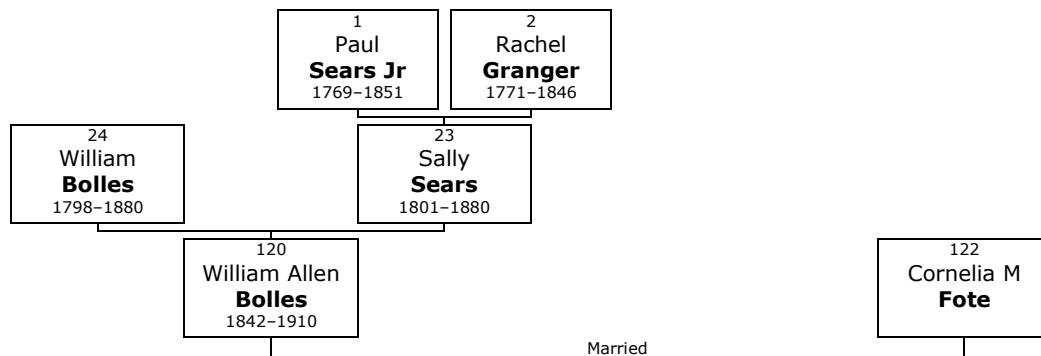 1
Paul
Sears Jr
1769–1851
2
Rachel
Granger
1771–1846
24
William
Bolles
1798–1880
23
Sally
Sears
1801–1880
120
William Allen
Bolles
1842–1910
122
Cornelia M
Fote
Married